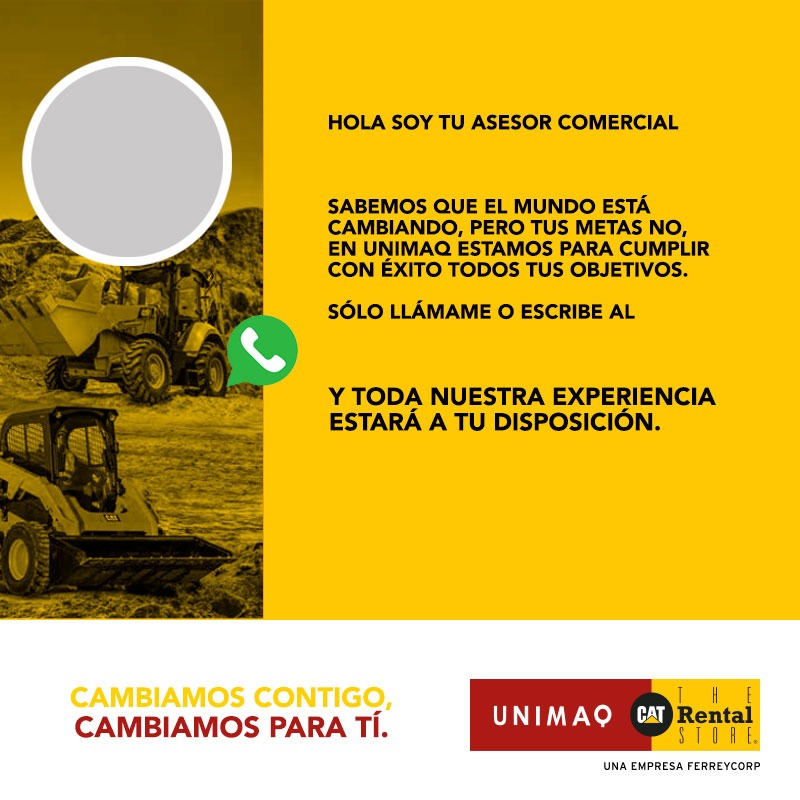 HOLA SOY TU ASESOR COMERCIAL
SABEMOS QUE EL MUNDO ESTÁ
CAMBIANDO, PERO TUS METAS NO,
EN UNIMAQ ESTAMOS PARA CUMPLIR
CON ÉXITO TODOS TUS OBJETIVOS.
SÓLO LLÁMAME O ESCRIBE AL
Y TODA NUESTRA EXPERIENCIA
ESTARÁ A TU DISPOSICIÓN.
CAT
CAMBIAMOS CONTIGO,
CAMBIAMOS PARA TÍ.
UNIMAQ
CAT
THE
Rental
STORE®
UNA EMPRESA FERREYCORP